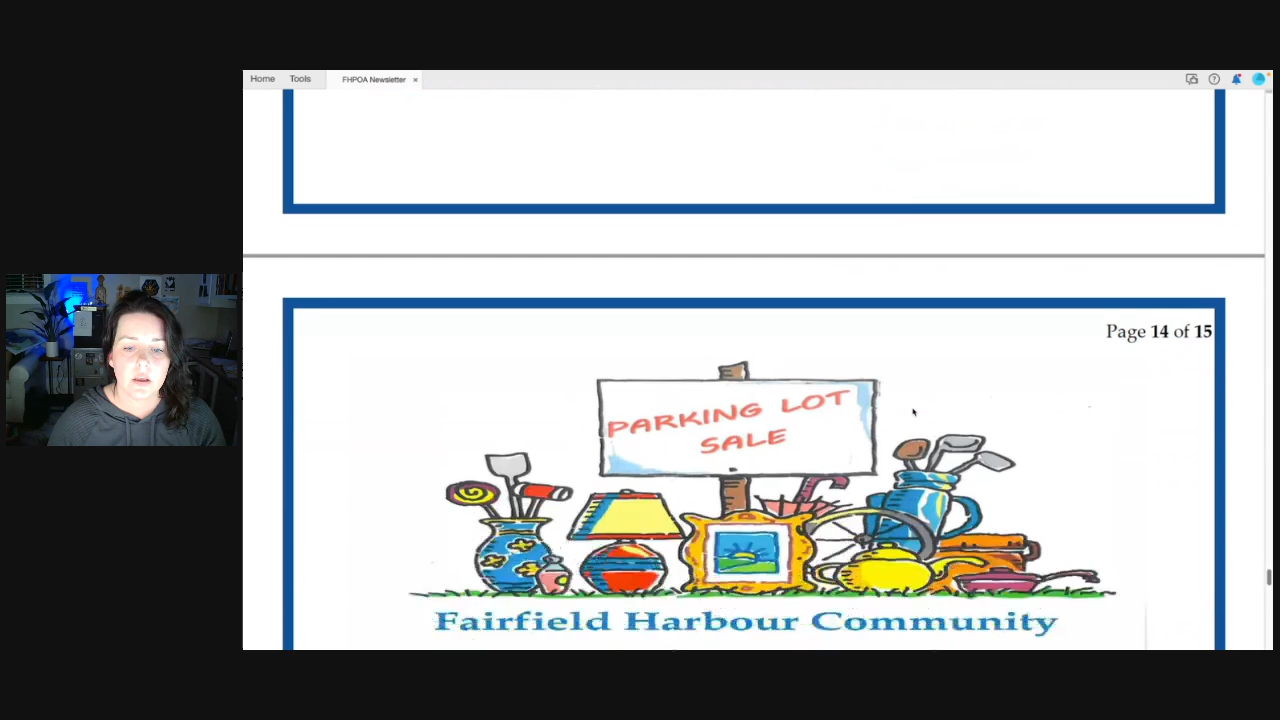 Home Tools FHPOA Newsletter ×
Page 14 of 15
PARKING LOT
SALE
Fairfield Harbour Community